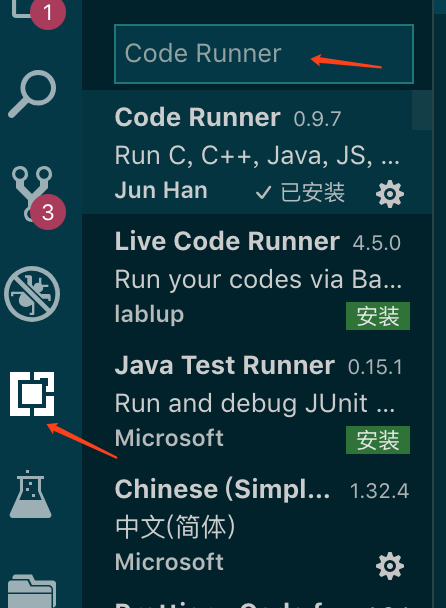 1
Code Runner
Code Runner 0.9.7
Run C, C++, Java, JS, ...
Jun Han ✓ 已安装
3
Live Code Runner 4.5.0
Run your codes via Ba...
lablup 安装
Java Test Runner 0.15.1
Run and debug JUnit ...
Microsoft 安装
Chinese (Simpl... 1.32.4
中文(简体)
Microsoft